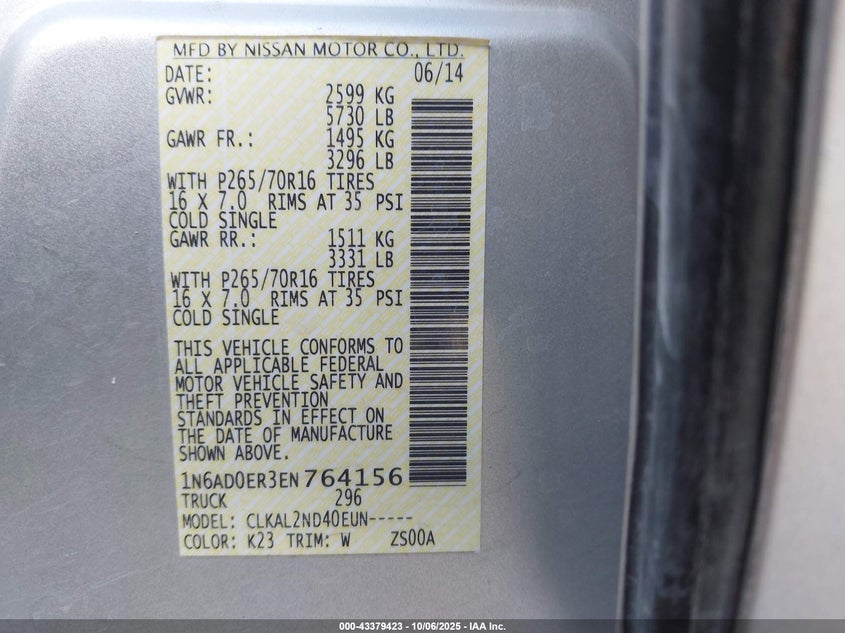 MFD BY NISSAN MOTOR CO., LTD.
DATE: 06/14
GVWR: 2599 KG
5730 LB
GAWR FR.: 1495 KG
3296 LB
WITH P265/70R16 TIRES
16 X 7.0 RIMS AT 35 PSI
COLD SINGLE
GAWR RR.: 1511 KG
3331 LB
WITH P265/70R16 TIRES
16 X 7.0 RIMS AT 35 PSI
COLD SINGLE
THIS VEHICLE CONFORMS TO
ALL APPLICABLE FEDERAL
MOTOR VEHICLE SAFETY AND
THEFT PREVENTION
STANDARDS IN EFFECT ON
THE DATE OF MANUFACTURE
SHOWN ABOVE.
1N6AD0ER3EN764156
TRUCK 296
MODEL: CLKAL2ND40EUN-----
COLOR: K23 TRIM: W ZS00A
000-43379423 - 10/06/2025 - IAA Inc.